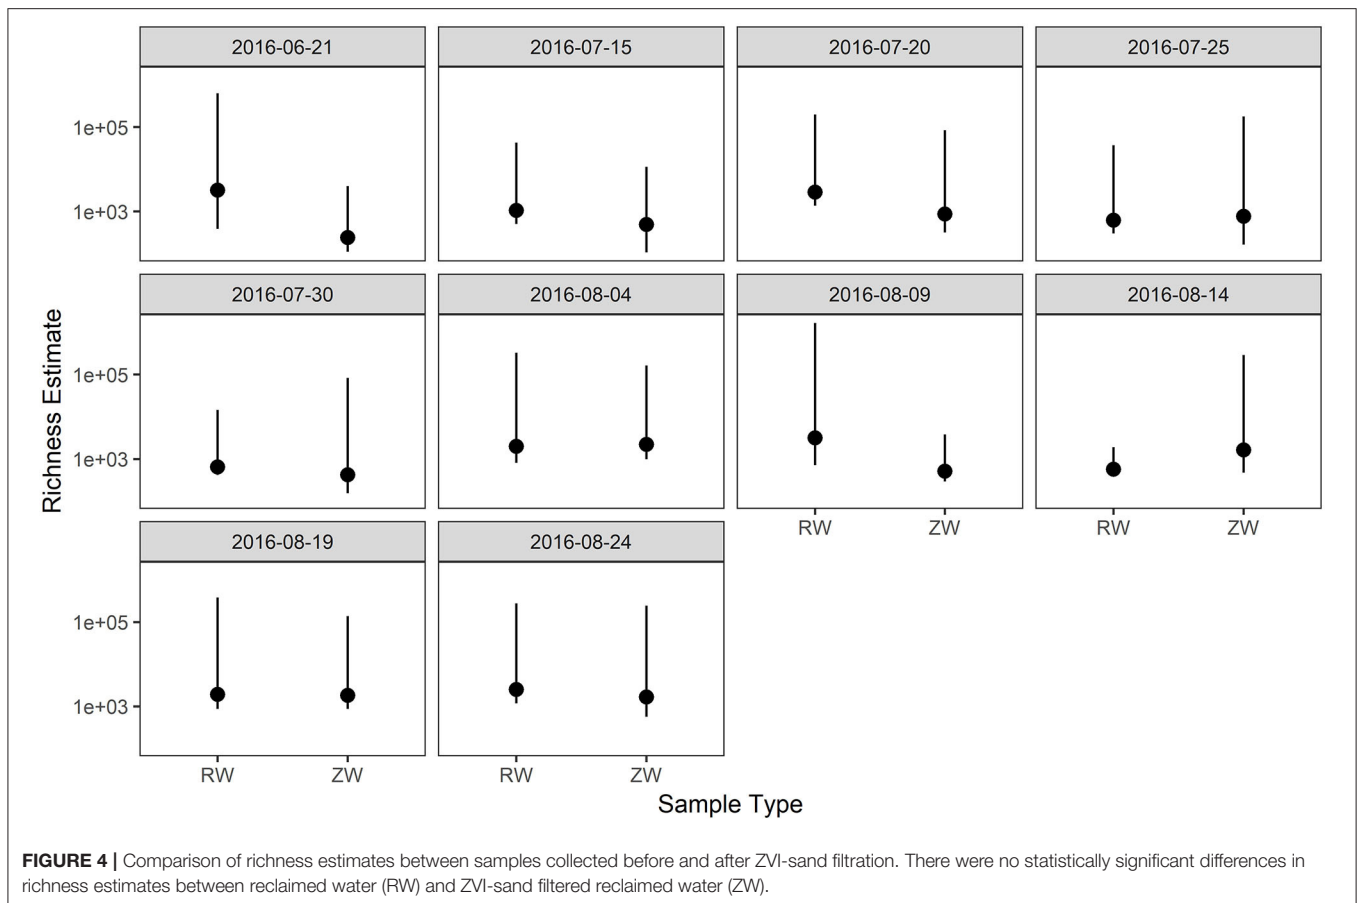 2016-06-21
2016-07-15
2016-07-20
2016-07-25
1e+05
1e+03
2016-07-30
2016-08-04
2016-08-09
2016-08-14
1e+05
1e+03
RW
ZW
RW
ZW
2016-08-19
2016-08-24
1e+05
1e+03
RW
ZW
RW
ZW
Richness Estimate
Sample Type
FIGURE 4 | Comparison of richness estimates between samples collected before and after ZVI-sand filtration. There were no statistically significant differences in
richness estimates between reclaimed water (RW) and ZVI-sand filtered reclaimed water (ZW).